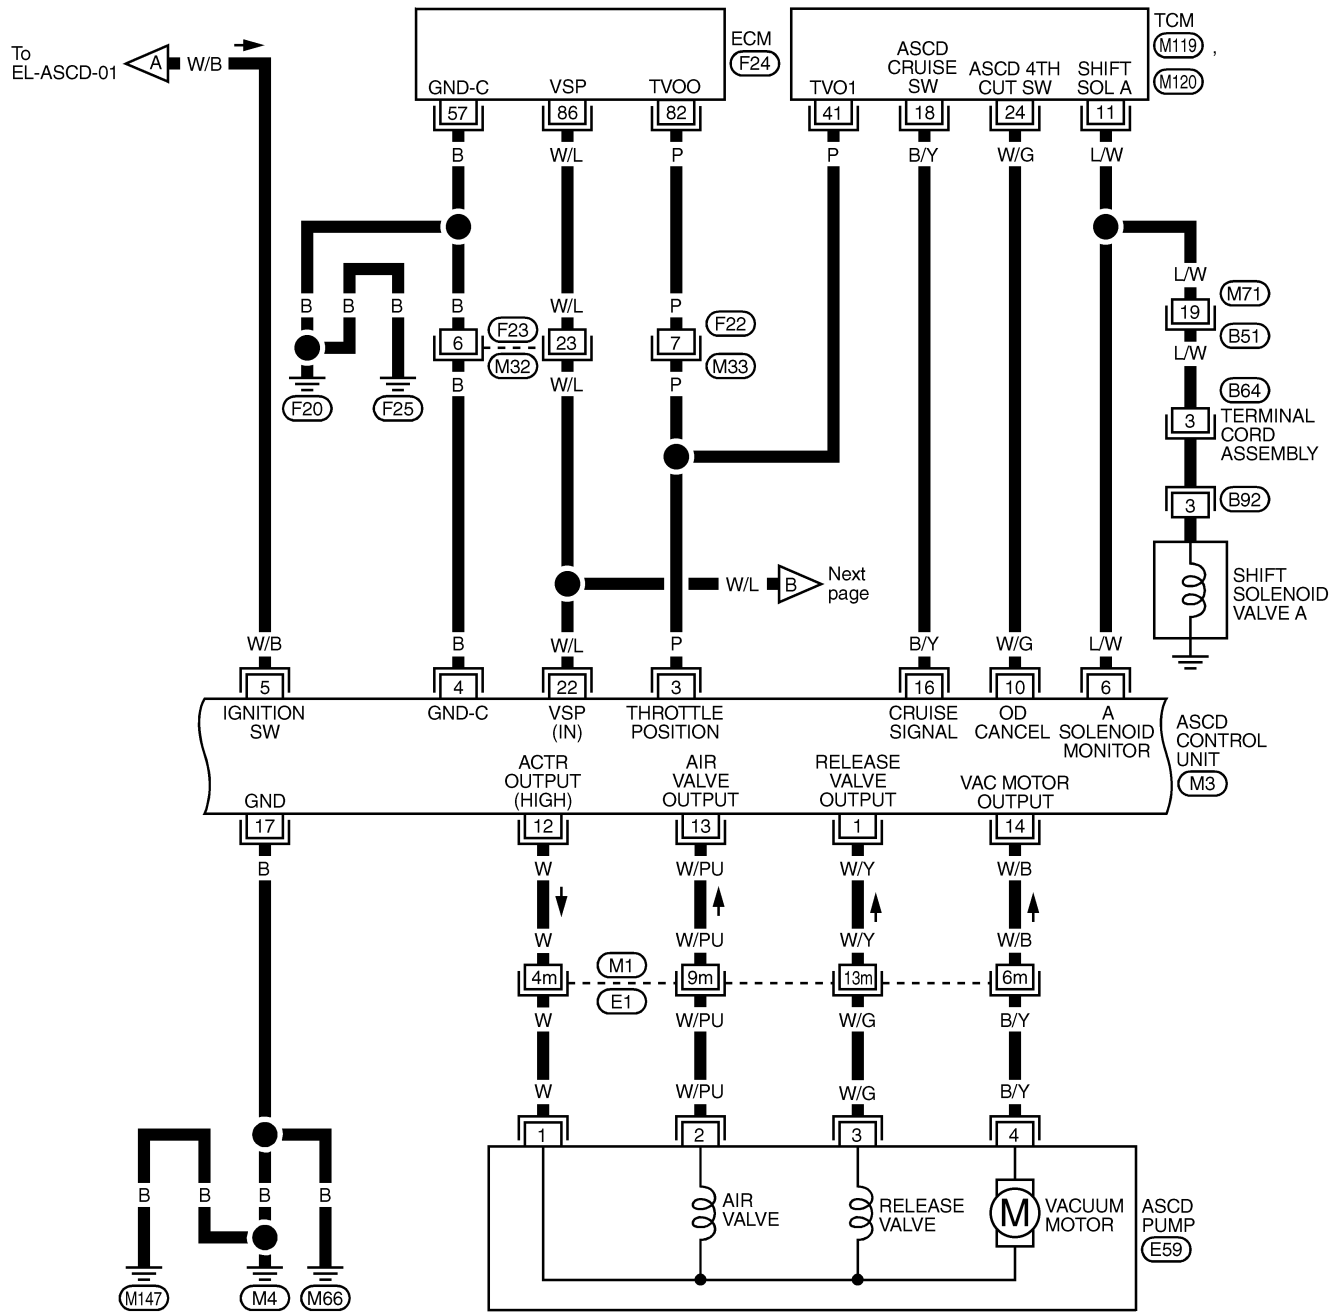 To
EL-ASCD-01
A
W/B
ECM
F24
TCM
M119 ,
M120
GND-C
VSP
TVOO
TVO1
ASCD
CRUISE
SW
ASCD 4TH
CUT SW
SHIFT
SOL A
57
86
82
41
18
24
11
B
W/L
P
P
B/Y
W/G
L/W
L/W
M71
19
B51
L/W
B
B
B
B
W/L
P
6
F23
M32
23
7
F22
M33
B
W/L
P
F20
F25
B64
3
TERMINAL
CORD
ASSEMBLY
3
B92
SHIFT
SOLENOID
VALVE A
W/L
B
Next
page
W/B
B
W/L
P
B/Y
W/G
L/W
5
4
22
3
16
10
6
IGNITION
SW
GND-C
VSP
(IN)
THROTTLE
POSITION
CRUISE
SIGNAL
OD
CANCEL
A
SOLENOID
MONITOR
ASCD
CONTROL
UNIT
M3
GND
ACTR
OUTPUT
(HIGH)
AIR
VALVE
OUTPUT
RELEASE
VALVE
OUTPUT
VAC MOTOR
OUTPUT
17
12
13
1
14
B
W
W/PU
W/Y
W/B
W
W/PU
W/Y
W/B
4m
M1
E1
9m
13m
6m
W
W/PU
W/G
B/Y
W
W/PU
W/G
B/Y
1
2
3
4
B
B
B
B
M147
M4
M66
AIR
VALVE
RELEASE
VALVE
M
VACUUM
MOTOR
ASCD
PUMP
E59